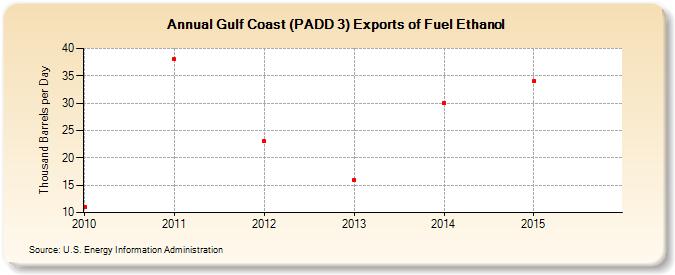 Annual Gulf Coast (PADD 3) Exports of Fuel Ethanol
Thousand Barrels per Day
40
35
30
25
20
15
10
2010 2011 2012 2013 2014 2015
Source: U.S. Energy Information Administration